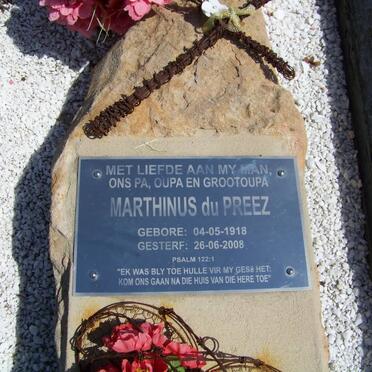 MET LIEFDE AAN MY MAN,
ONS PA, OUPA EN GROOTOUPA
MARTHINUS du PREEZ
GEBORE: 04-05-1918
GESTERF: 26-06-2008
PSALM 122:1
"EK WAS BLY TOE HULLE VIR MY GESê HET:
KOM ONS GAAN NA DIE HUIS VAN DIE HERE TOE"